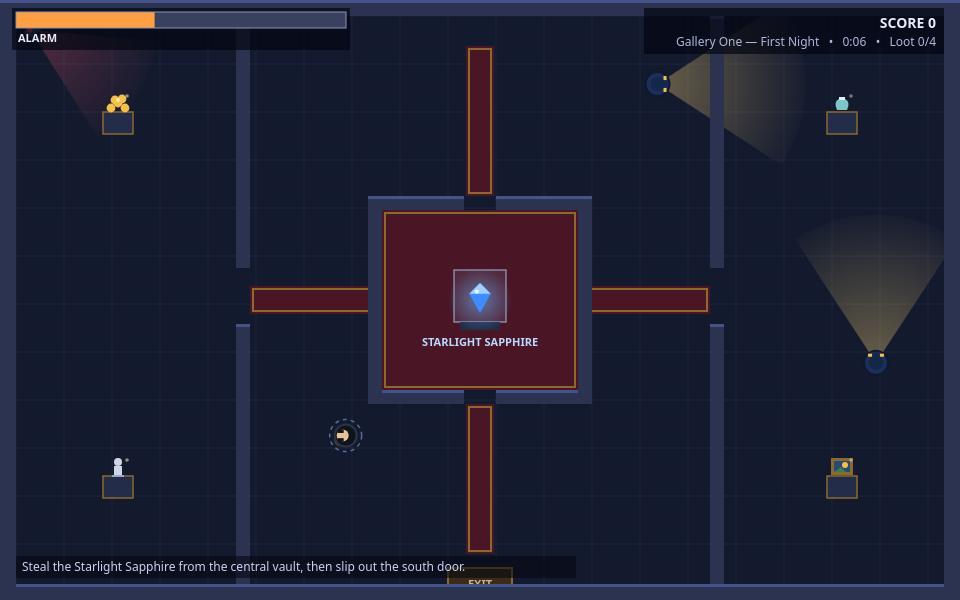 ALARM
SCORE 0
Gallery One — First Night • 0:06 • Loot 0/4
STARLIGHT SAPPHIRE
Steal the Starlight Sapphire from the central vault, then slip out the south door.
EXIT